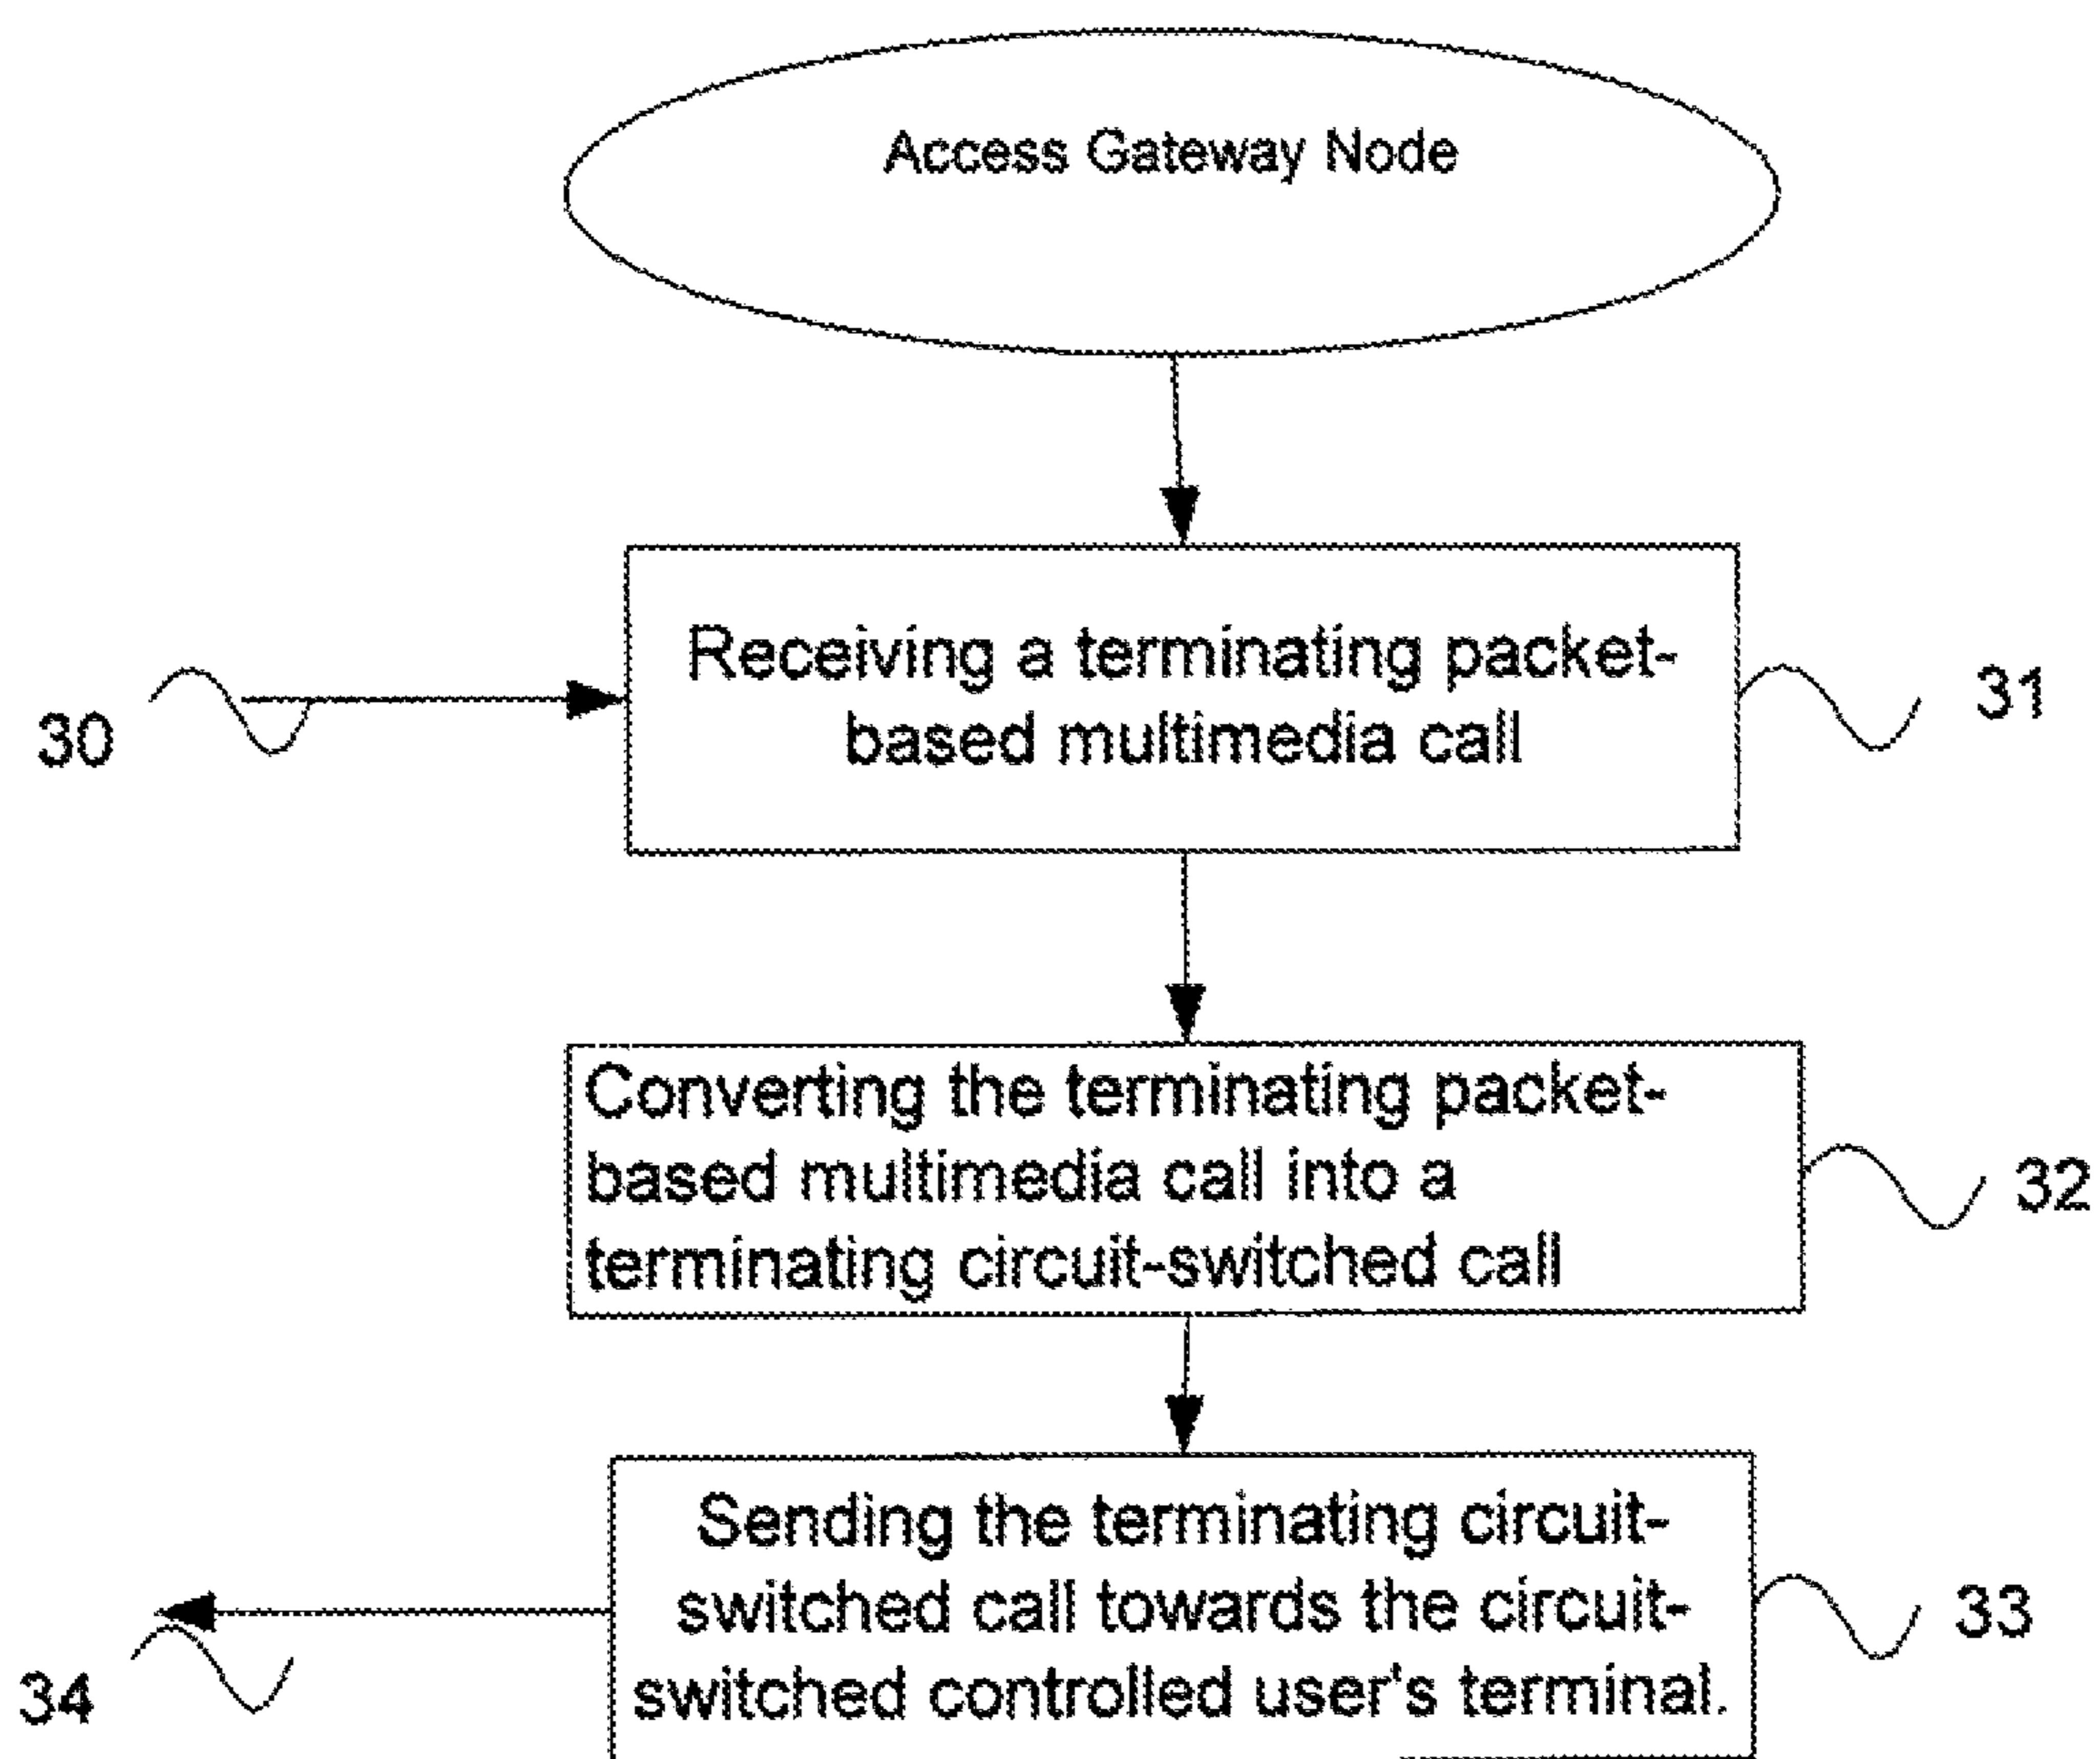 Access Gateway Node
Receiving a terminating packet-
based multimedia call
30
31
Converting the terminating packet-
based multimedia call into a
terminating circuit-switched call
32
Sending the terminating circuit-
switched call towards the circuit-
switched controlled user's terminal.
33
34